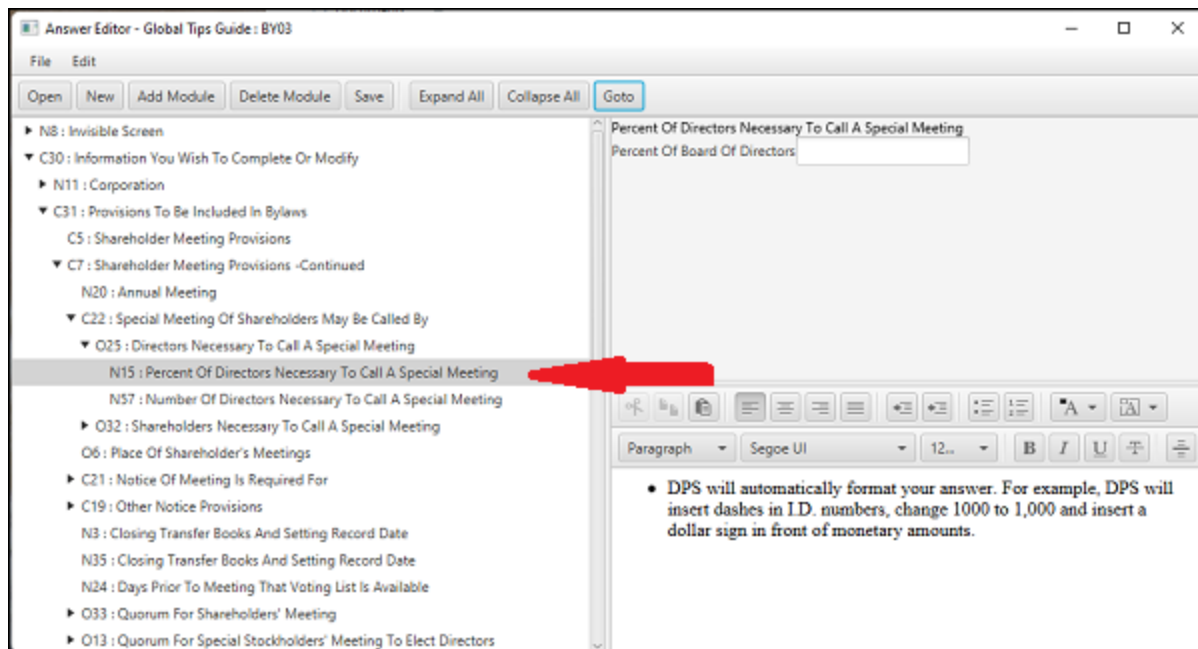 Answer Editor - Global Tips Guide : BY03
File Edit
Open New Add Module Delete Module Save Expand All Collapse All Goto
N8 : Invisible Screen
C30 : Information You Wish To Complete Or Modify
N11 : Corporation
C31 : Provisions To Be Included In Bylaws
C5 : Shareholder Meeting Provisions
C7 : Shareholder Meeting Provisions -Continued
N20 : Annual Meeting
C22 : Special Meeting Of Shareholders May Be Called By
O25 : Directors Necessary To Call A Special Meeting
N15 : Percent Of Directors Necessary To Call A Special Meeting
N57 : Number Of Directors Necessary To Call A Special Meeting
O32 : Shareholders Necessary To Call A Special Meeting
O6 : Place Of Shareholder's Meetings
C21 : Notice Of Meeting Is Required For
C19 : Other Notice Provisions
N3 : Closing Transfer Books And Setting Record Date
N35 : Closing Transfer Books And Setting Record Date
N24 : Days Prior To Meeting That Voting List Is Available
O33 : Quorum For Shareholders' Meeting
O13 : Quorum For Special Stockholders' Meeting To Elect Directors
Percent Of Directors Necessary To Call A Special Meeting
Percent Of Board Of Directors
Paragraph Segoe UI 12... B I U T
• DPS will automatically format your answer. For example, DPS will
insert dashes in I.D. numbers, change 1000 to 1,000 and insert a
dollar sign in front of monetary amounts.